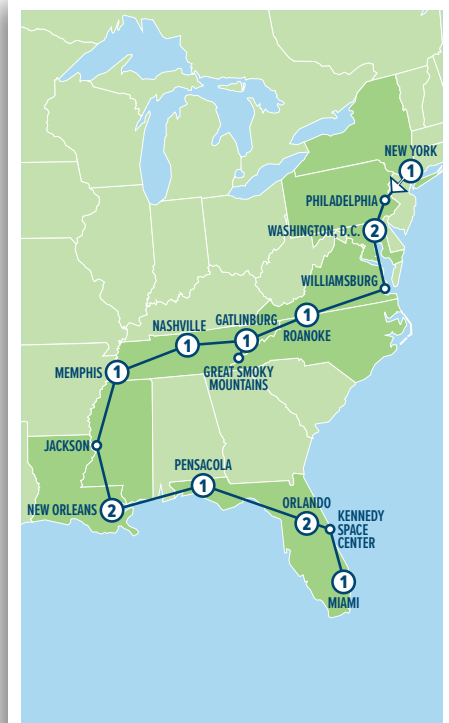 NEW YORK
1
PHILADELPHIA
WASHINGTON, D.C.
2
WILLIAMSBURG
GATLINBURG
1
1
ROANOKE
NASHVILLE
1
GREAT SMOKY
MOUNTAINS
MEMPHIS
1
JACKSON
PENSACOLA
1
NEW ORLEANS
2
ORLANDO
2
KENNEDY
SPACE
CENTER
1
MIAMI